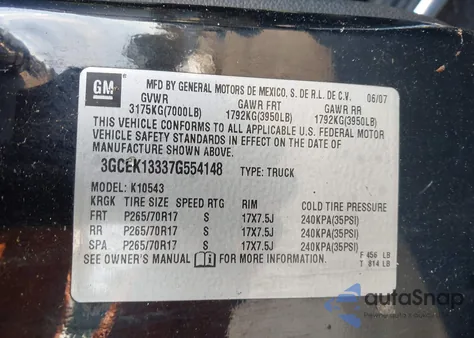 GM
MFD BY GENERAL MOTORS DE MEXICO, S. DE R.L. DE C.V. 06/07
GVWR GAWR FRT GAWR RR
3175KG(7000LB) 1792KG(3950LB) 1792KG(3950LB)
THIS VEHICLE CONFORMS TO ALL APPLICABLE U.S. FEDERAL MOTOR
VEHICLE SAFETY STANDARDS IN EFFECT ON THE DATE OF
MANUFACTURE SHOWN ABOVE.
3GCEK13337G554148 TYPE: TRUCK
MODEL: K10543
KRGK TIRE SIZE SPEED RTG RIM COLD TIRE PRESSURE
FRT P265/70R17 S 17X7.5J 240KPA(35PSI)
RR P265/70R17 S 17X7.5J 240KPA(35PSI)
SPA P265/70R17 S 17X7.5J 240KPA(35PSI)
SEE OWNER'S MANUAL FOR MORE INFORMATION. F 456 LB
T 814 LB
autoSnap